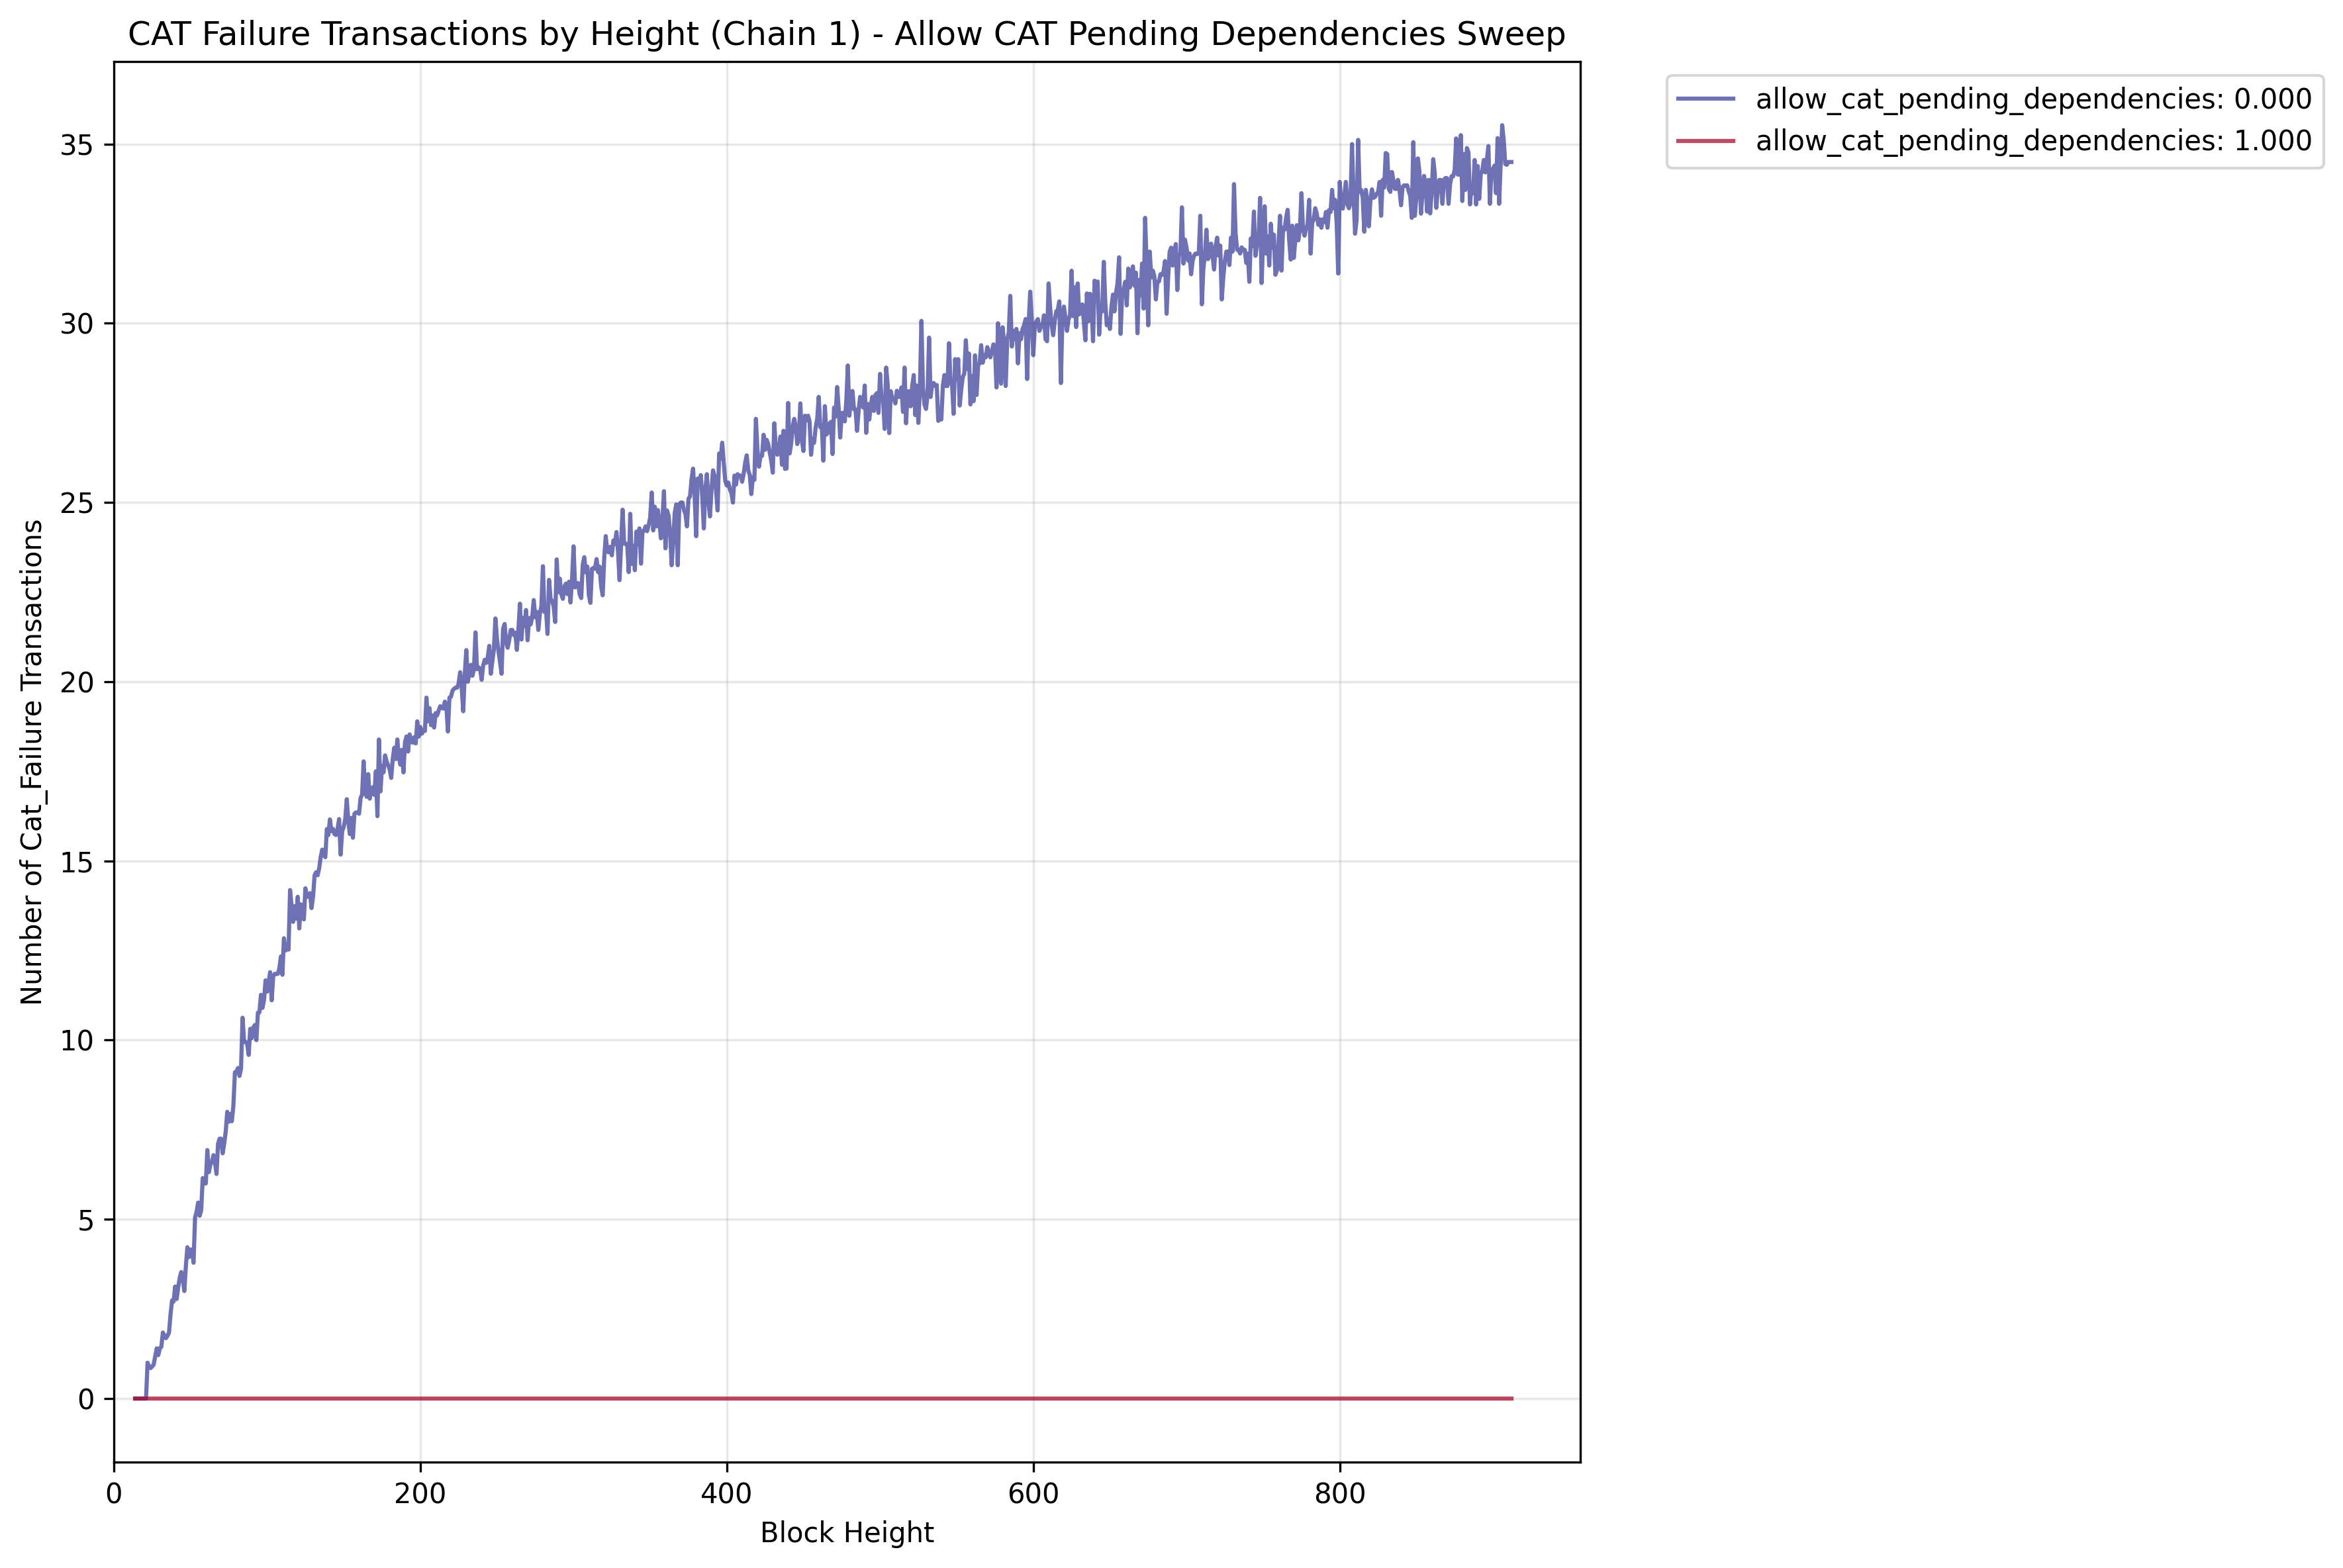 CAT Failure Transactions by Height (Chain 1) - Allow CAT Pending Dependencies Sweep
allow_cat_pending_dependencies: 0.000
allow_cat_pending_dependencies: 1.000
Number of Cat_Failure Transactions
35
30
25
20
15
10
5
0
0
200
400
600
800
Block Height